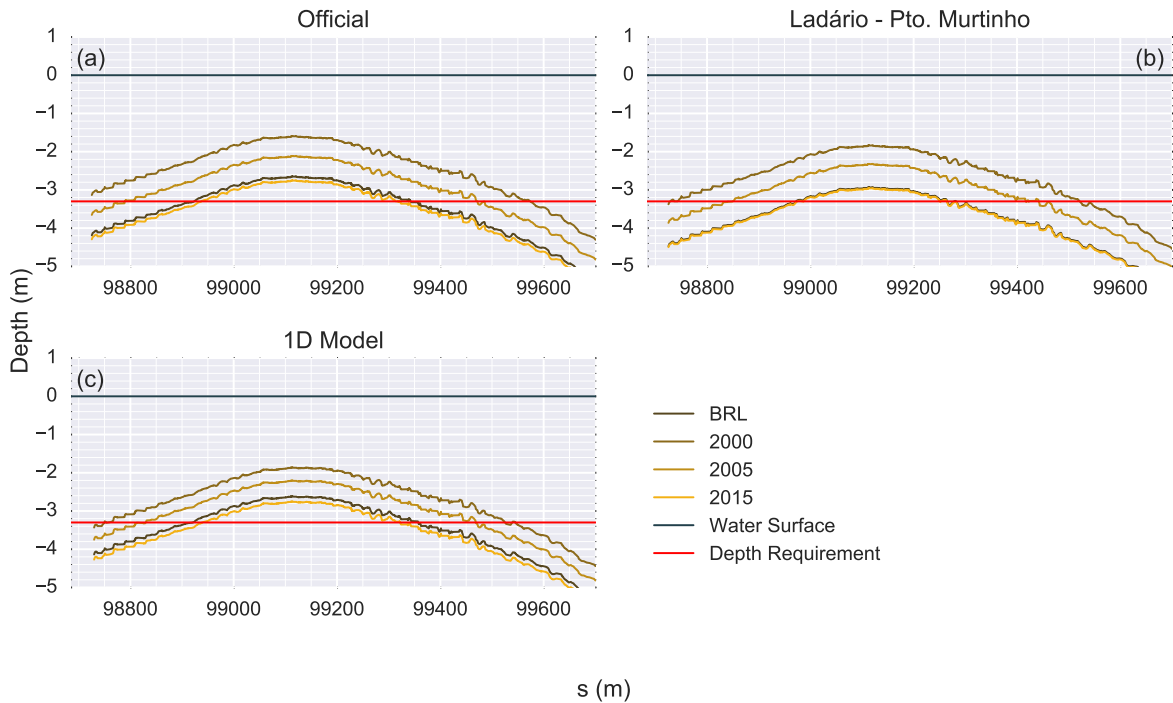 Official
Ladário - Pto. Murtinho
(a)
1
0
−1
−2
−3
−4
−5
98800 99000 99200 99400 99600
(b)
1
0
−1
−2
−3
−4
−5
98800 99000 99200 99400 99600
1D Model
(c)
1
0
−1
−2
−3
−4
−5
98800 99000 99200 99400 99600
Depth (m)
BRL
2000
2005
2015
Water Surface
Depth Requirement
s (m)